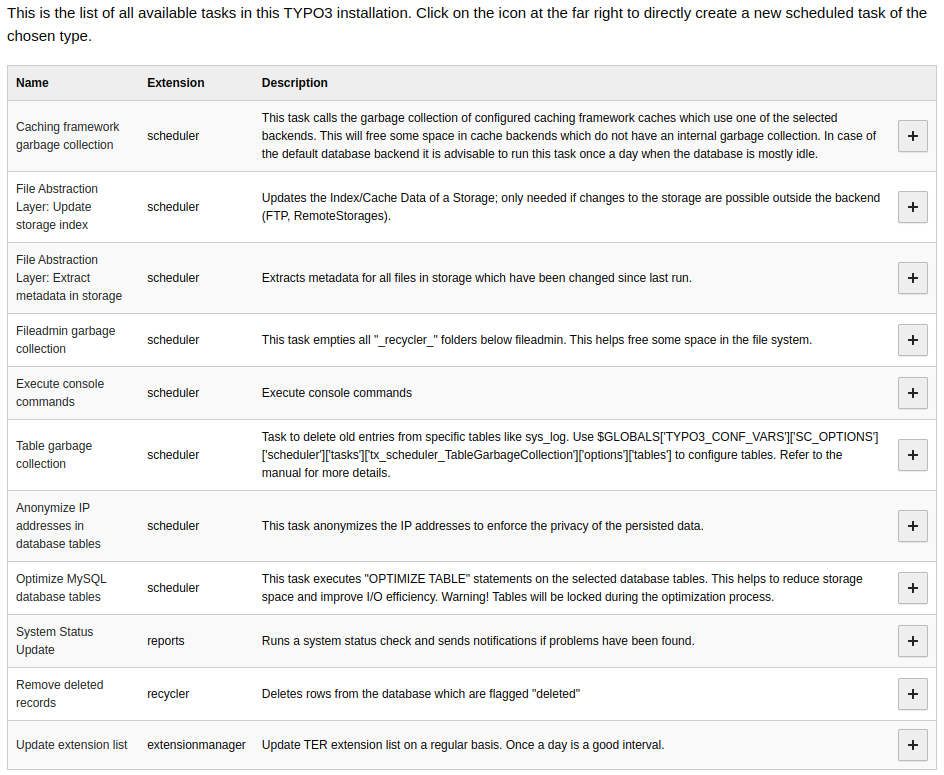 This is the list of all available tasks in this TYPO3 installation. Click on the icon at the far right to directly create a new scheduled task of the
chosen type.
Name Extension Description
Caching framework
garbage collection
scheduler
This task calls the garbage collection of configured caching framework caches which use one of the selected
backends. This will free some space in cache backends which do not have an internal garbage collection. In case of
the default database backend it is advisable to run this task once a day when the database is mostly idle.
+
File Abstraction
Layer: Update
storage index
scheduler
Updates the Index/Cache Data of a Storage; only needed if changes to the storage are possible outside the backend
(FTP, RemoteStorages).
+
File Abstraction
Layer: Extract
metadata in storage
scheduler
Extracts metadata for all files in storage which have been changed since last run.
+
Fileadmin garbage
collection
scheduler
This task empties all "_recycler_" folders below fileadmin. This helps free some space in the file system.
+
Execute console
commands
scheduler
Execute console commands
+
Table garbage
collection
scheduler
Task to delete old entries from specific tables like sys_log. Use $GLOBALS['TYPO3_CONF_VARS']['SC_OPTIONS']
['scheduler']['tasks']['tx_scheduler_TableGarbageCollection']['options']['tables'] to configure tables. Refer to the
manual for more details.
+
Anonymize IP
addresses in
database tables
scheduler
This task anonymizes the IP addresses to enforce the privacy of the persisted data.
+
Optimize MySQL
database tables
scheduler
This task executes "OPTIMIZE TABLE" statements on the selected database tables. This helps to reduce storage
space and improve I/O efficiency. Warning! Tables will be locked during the optimization process.
+
System Status
Update
reports
Runs a system status check and sends notifications if problems have been found.
+
Remove deleted
records
recycler
Deletes rows from the database which are flagged "deleted"
+
Update extension list
extensionmanager
Update TER extension list on a regular basis. Once a day is a good interval.
+